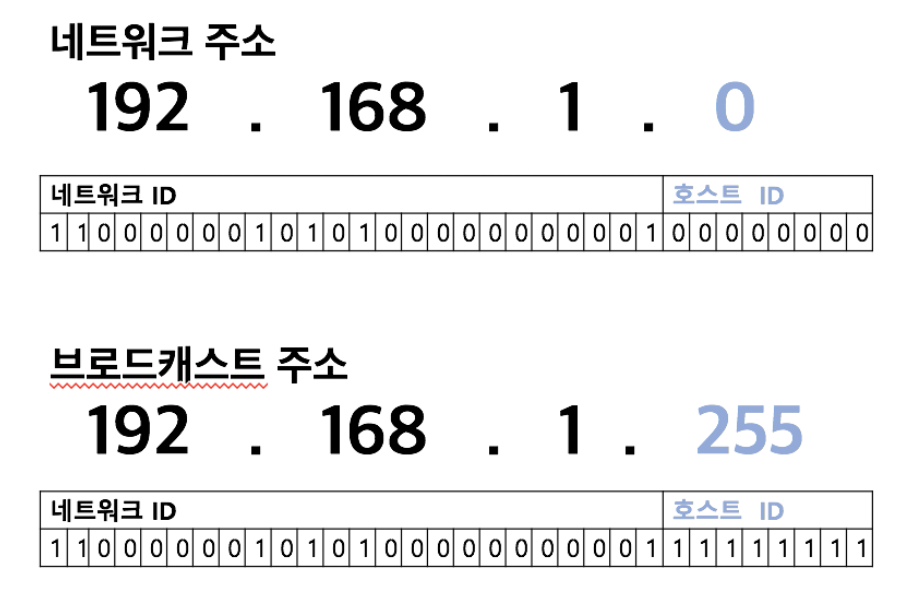 네트워크 주소
192 . 168 . 1 . 0
네트워크 ID 호스트 ID
1 1 0 0 0 0 0 0 1 0 1 0 1 0 0 0 0 0 0 0 0 0 0 1 0 0 0 0 0 0 0 0
브로드캐스트 주소
192 . 168 . 1 . 255
네트워크 ID 호스트 ID
1 1 0 0 0 0 0 0 1 0 1 0 1 0 0 0 0 0 0 0 0 0 0 1 1 1 1 1 1 1 1 1